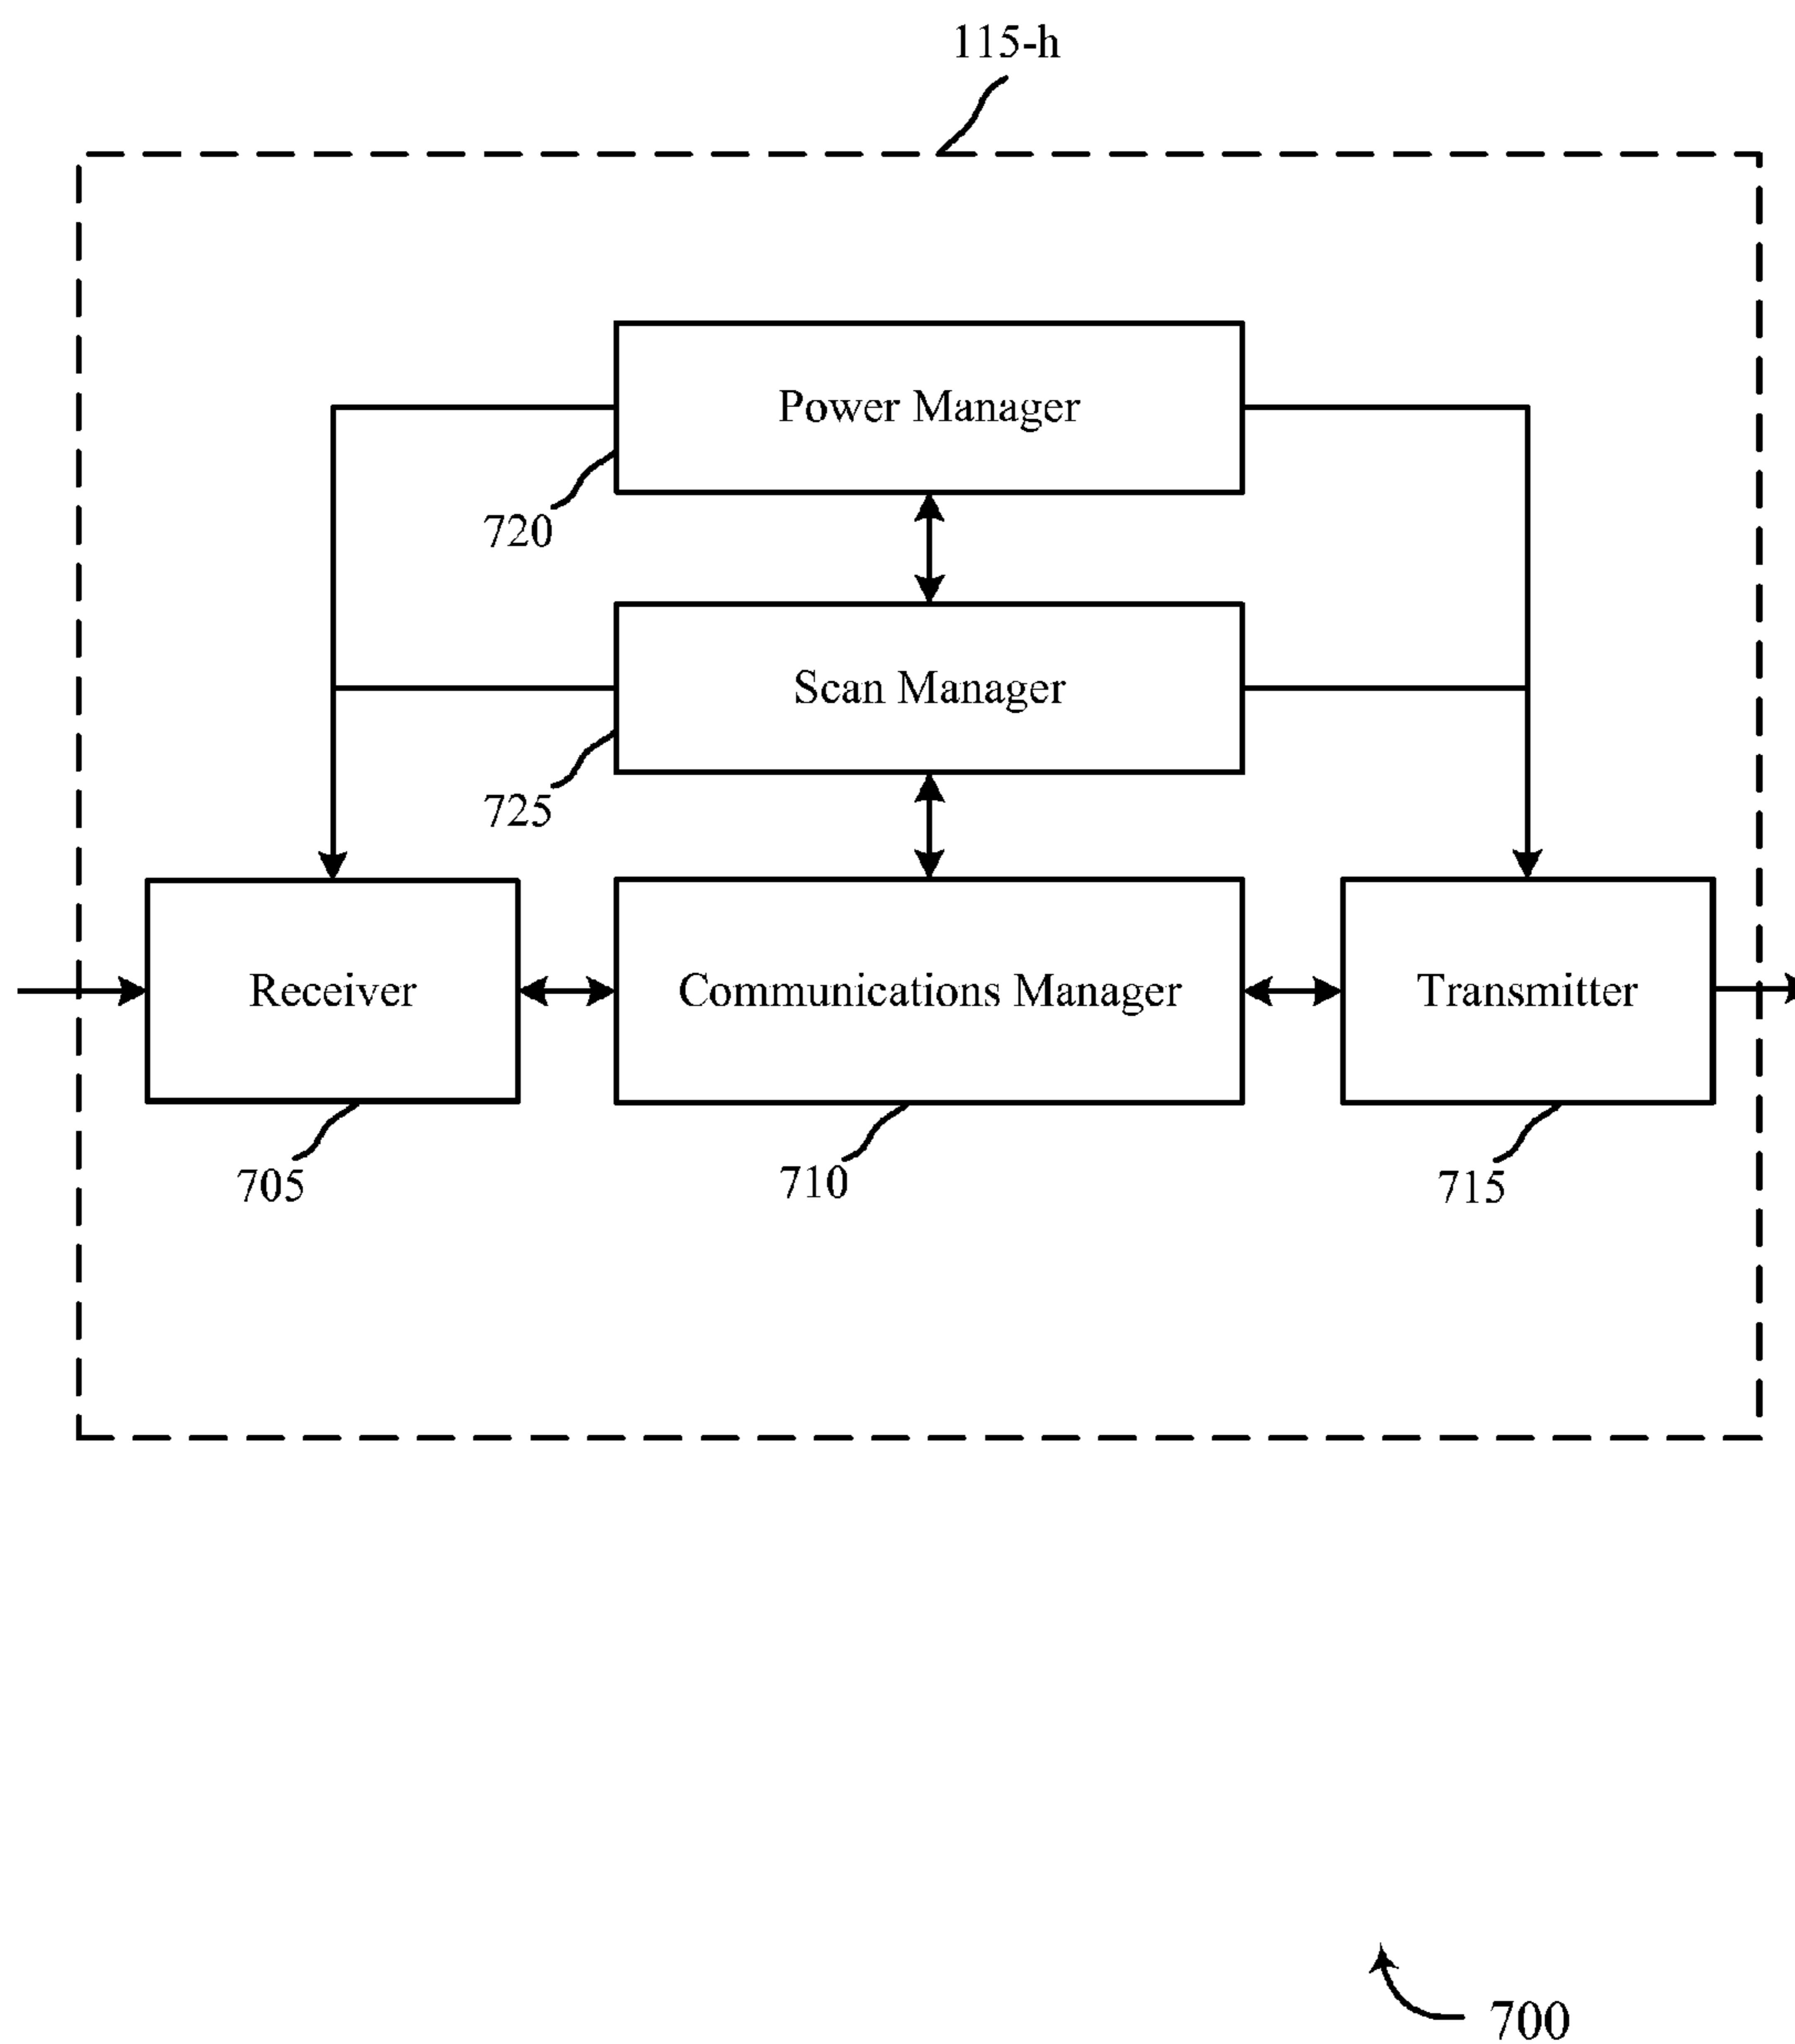 115-h
Power Manager
720
Scan Manager
725
Receiver
Communications Manager
Transmitter
705
710
715
700